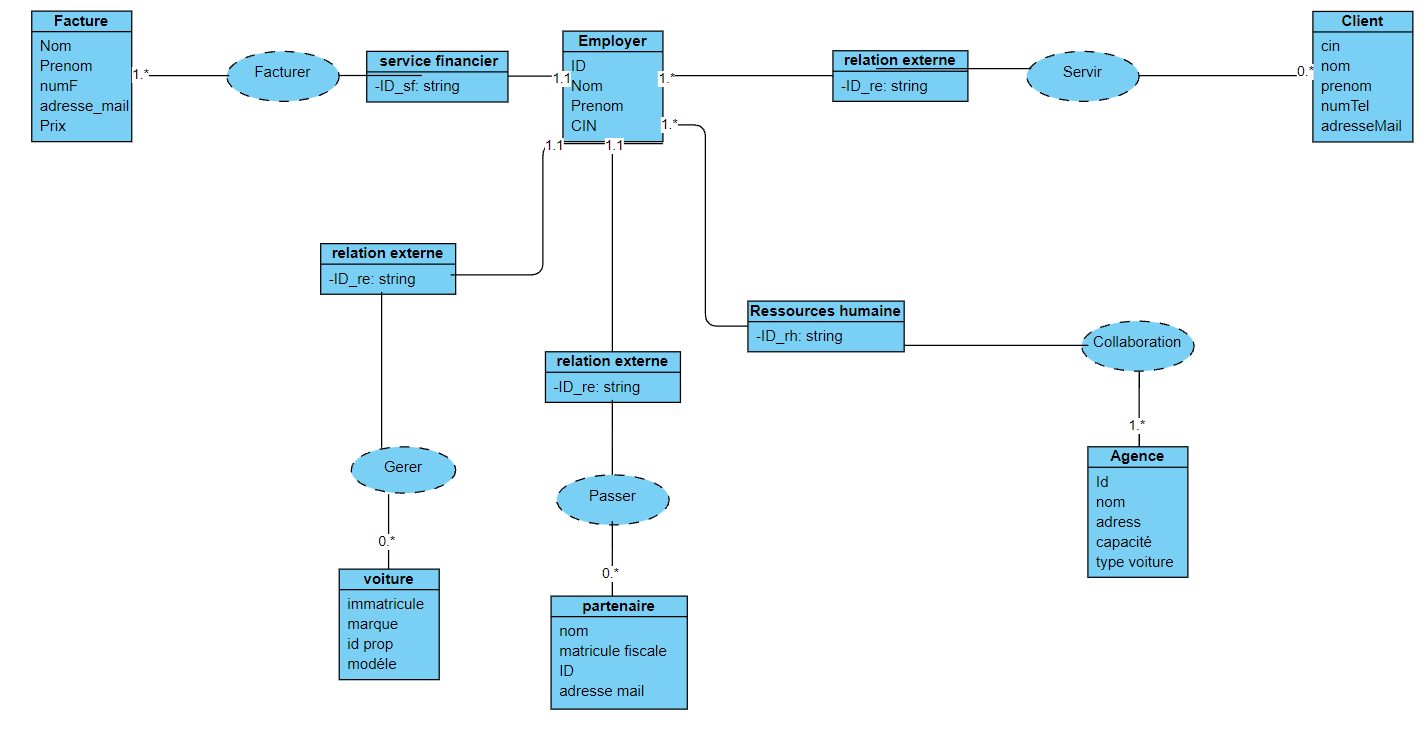 Facture
Nom
Prenom
numF
adresse_mail
Prix
1.*
Facturer
service financier
-ID_sf: string
1.1
Employer
ID
Nom
Prenom
CIN
1.*
1.*
1.1
1.1
relation externe
-ID_re: string
Servir
0.*
Client
cin
nom
prenom
numTel
adresseMail
relation externe
-ID_re: string
Gerer
0.*
voiture
immatricule
marque
id prop
modéle
relation externe
-ID_re: string
Passer
0.*
partenaire
nom
matricule fiscale
ID
adresse mail
Ressources humaine
-ID_rh: string
Collaboration
1.*
Agence
Id
nom
adress
capacité
type voiture